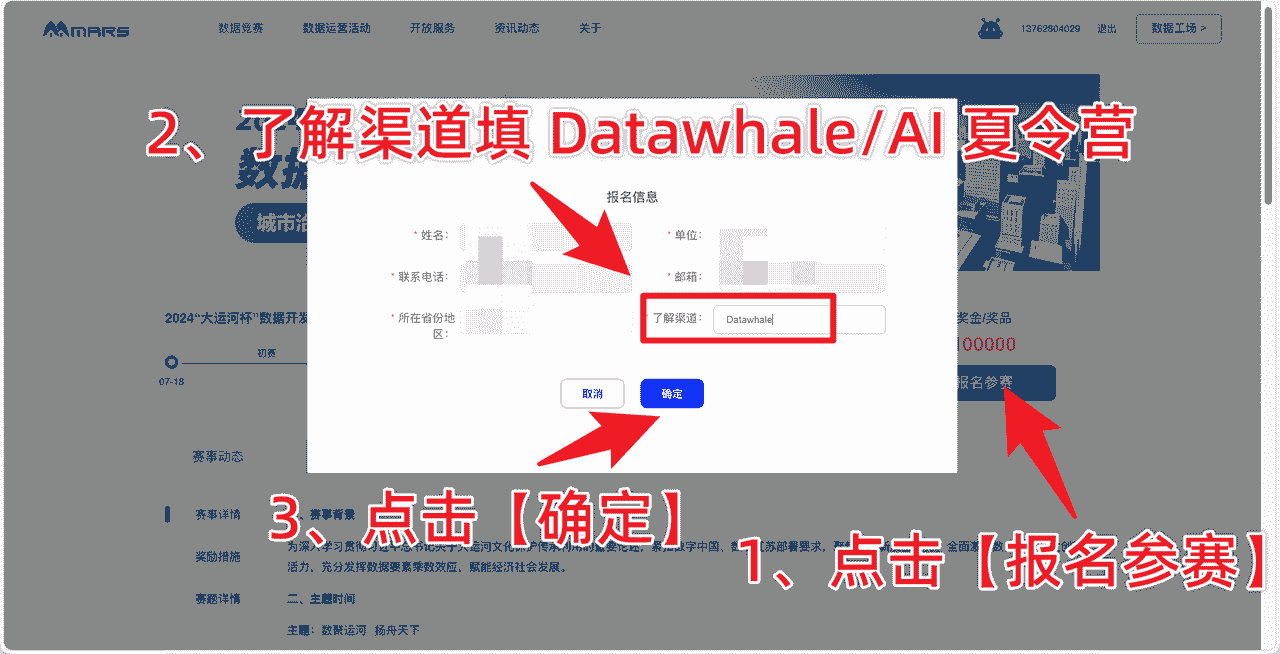 MARS
数据竞赛
数据运营活动
开放服务
资讯动态
关于
13762804029
退出
数据工场 >
2、了解渠道填 Datawhale/AI 夏令营
数据
城市治
报名信息
* 姓名：
* 单位：
* 联系电话：
* 邮箱：
* 所在省份地区：
* 了解渠道：
Datawhale
取消
确定
2024“大运河杯”数据开发
初赛
07-18
奖金/奖品
100000
报名参赛
赛事动态
3、点击【确定】
1、点击【报名参赛】
赛事详情
、赛事背景
奖励措施
活力、充分发挥数据要素乘数效应、赋能经济社会发展。
赛题详情
二、主题时间
主题：数聚运河 扬舟天下